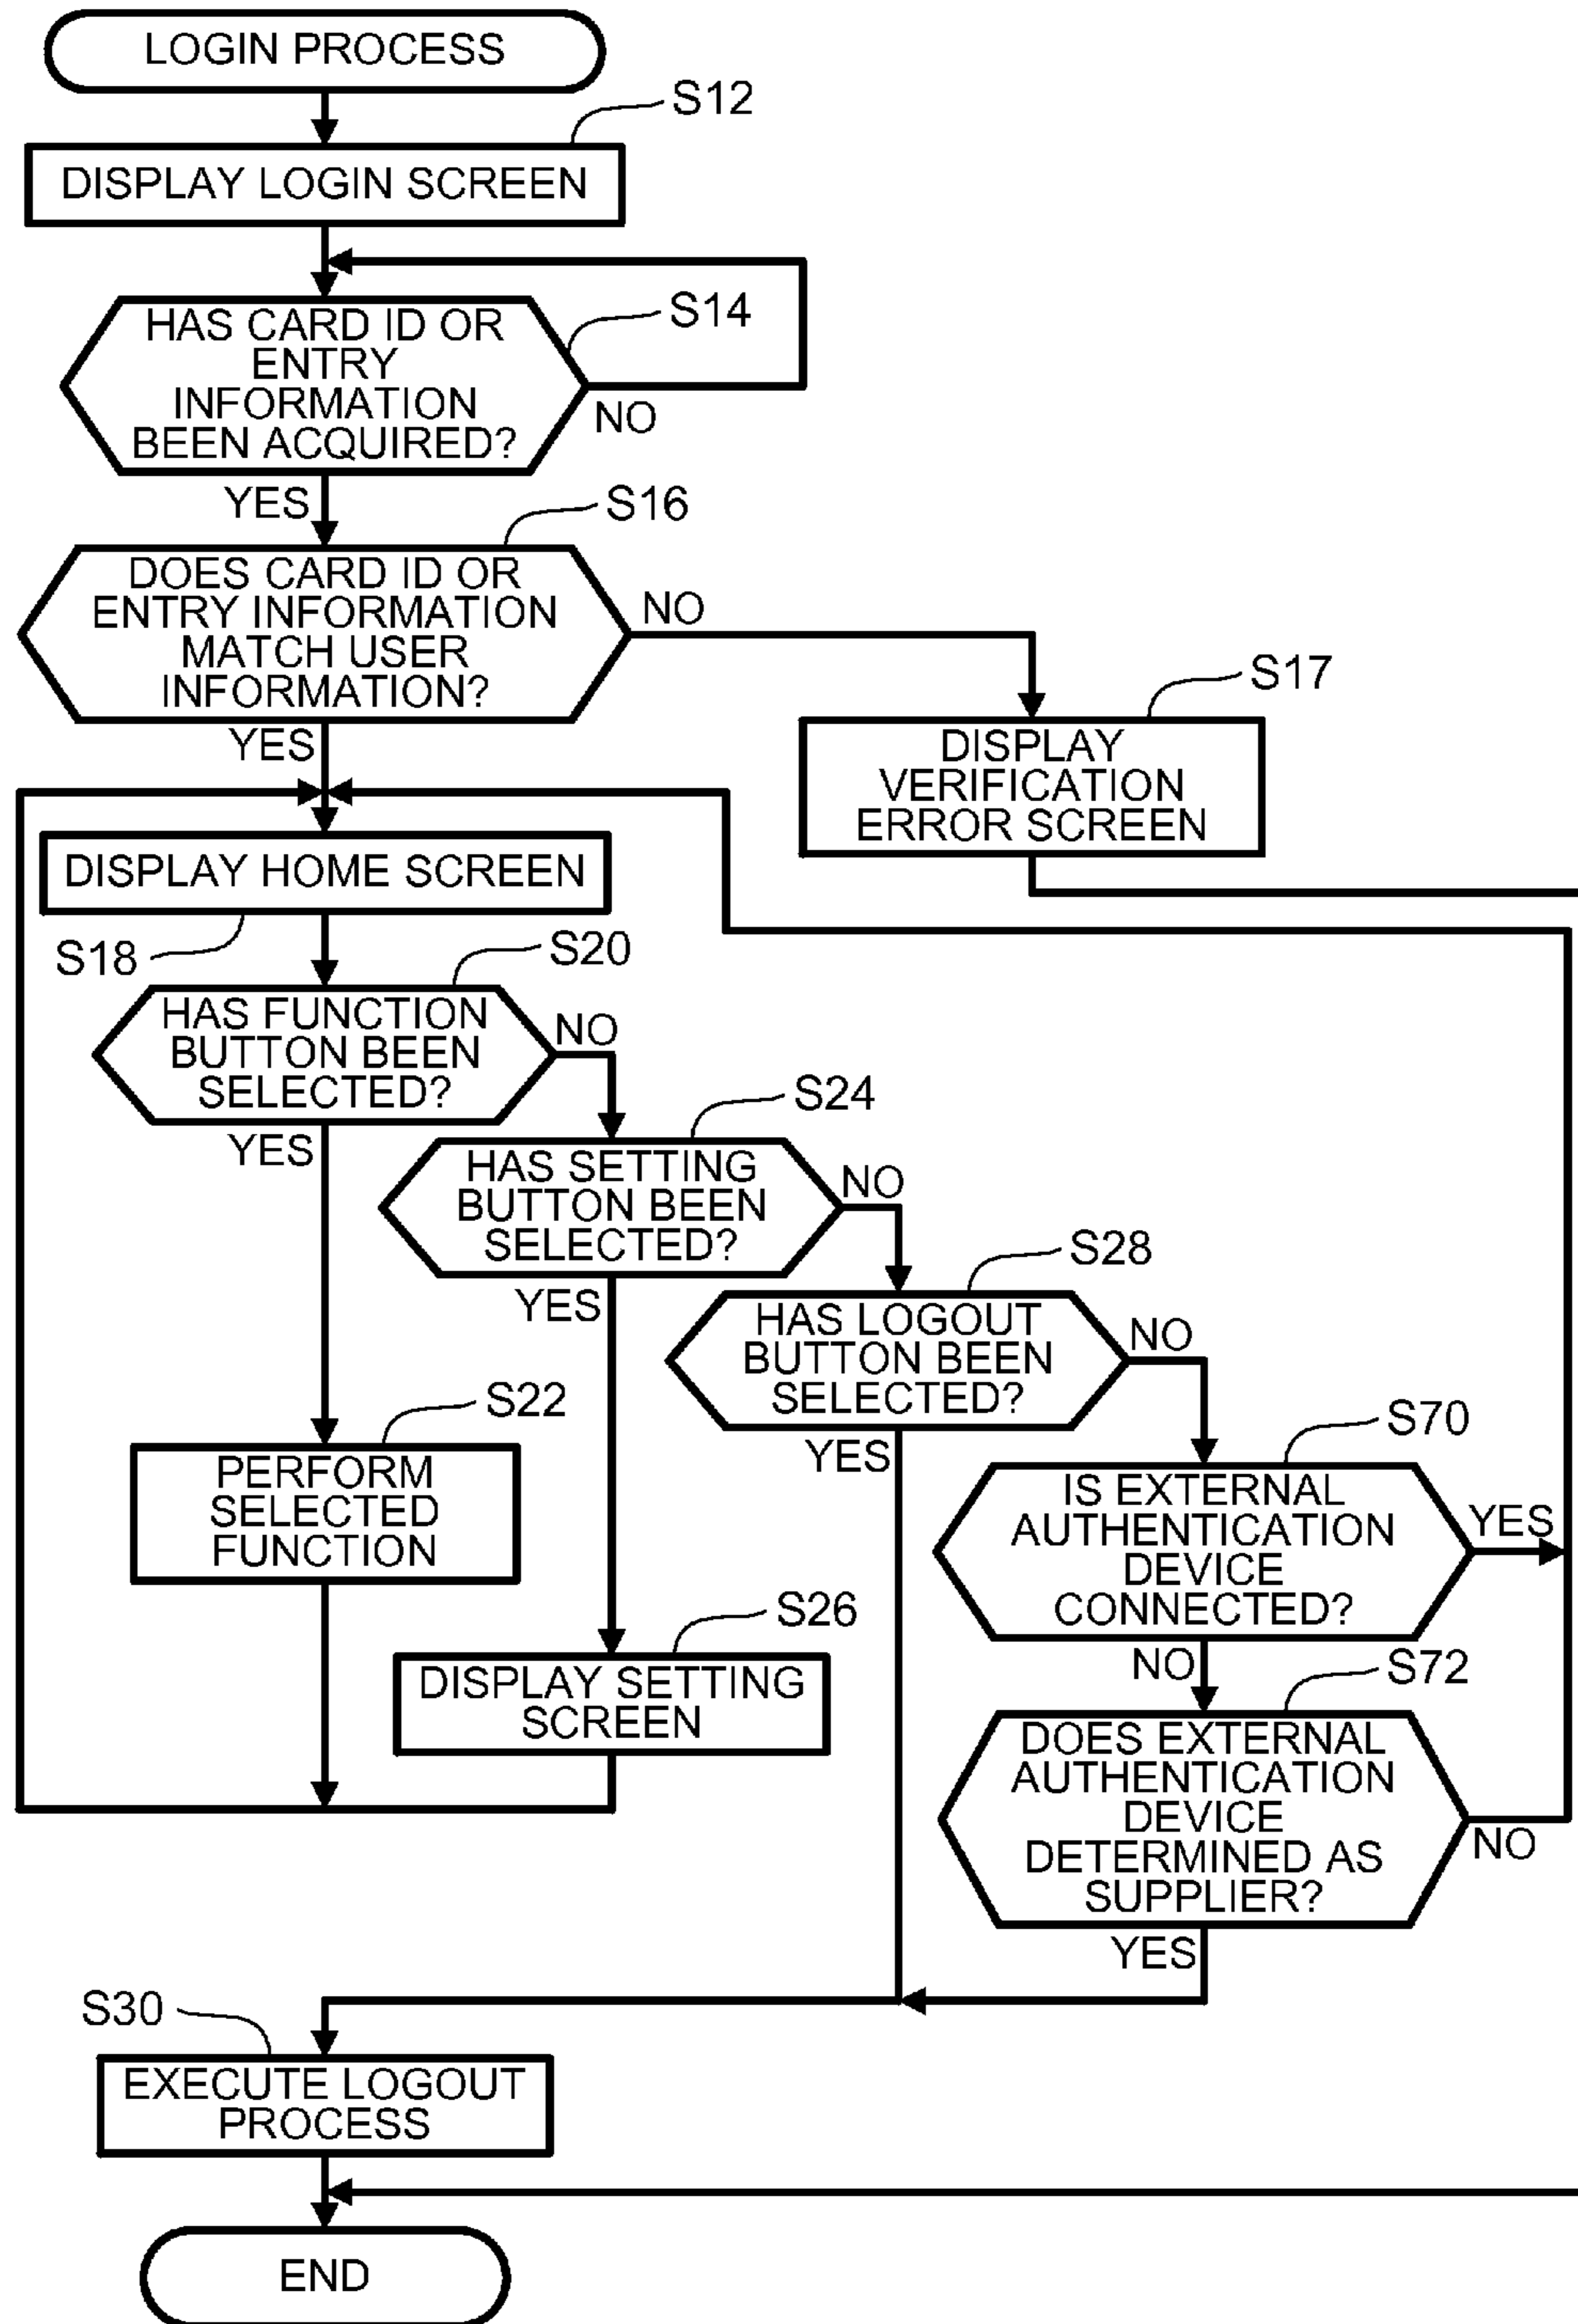 LOGIN PROCESS
S12
DISPLAY LOGIN SCREEN
S14
HAS CARD ID OR
ENTRY
INFORMATION
BEEN ACQUIRED?
NO
YES
S16
DOES CARD ID OR
ENTRY INFORMATION
MATCH USER
INFORMATION?
NO
YES
S17
DISPLAY
VERIFICATION
ERROR SCREEN
DISPLAY HOME SCREEN
S18
S20
HAS FUNCTION
BUTTON BEEN
SELECTED?
NO
YES
S24
HAS SETTING
BUTTON BEEN
SELECTED?
NO
YES
S28
HAS LOGOUT
BUTTON BEEN
SELECTED?
NO
YES
S22
PERFORM
SELECTED
FUNCTION
S70
IS EXTERNAL
AUTHENTICATION
DEVICE
CONNECTED?
YES
NO
S26
DISPLAY SETTING
SCREEN
S72
DOES EXTERNAL
AUTHENTICATION
DEVICE
DETERMINED AS
SUPPLIER?
NO
YES
S30
EXECUTE LOGOUT
PROCESS
END